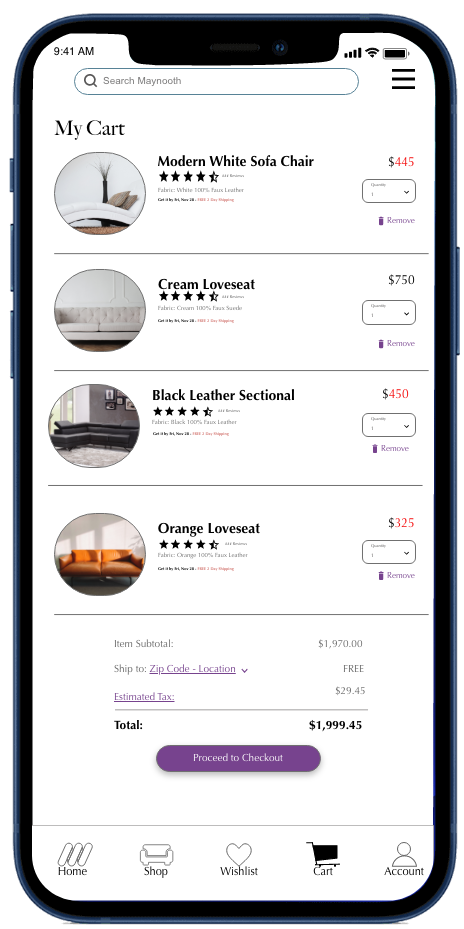 9:41 AM
Search Maynooth
My Cart
Modern White Sofa Chair
$445
444 Reviews
Quantity
1
Fabric: White 100% Faux Leather
Get it by Fri, Nov 28 - FREE 2-Day Shipping
Remove
Cream Loveseat
$750
444 Reviews
Quantity
1
Fabric: Cream 100% Faux Suede
Get it by Fri, Nov 28 - FREE 2-Day Shipping
Remove
Black Leather Sectional
$450
444 Reviews
Quantity
1
Fabric: Black 100% Faux Leather
Get it by Fri, Nov 28 - FREE 2-Day Shipping
Remove
Orange Loveseat
$325
444 Reviews
Quantity
1
Fabric: Orange 100% Faux Leather
Get it by Fri, Nov 28 - FREE 2-Day Shipping
Remove
Item Subtotal: $1,970.00
Ship to: Zip Code - Location FREE
Estimated Tax: $29.45
Total: $1,999.45
Proceed to Checkout
Home Shop Wishlist Cart Account